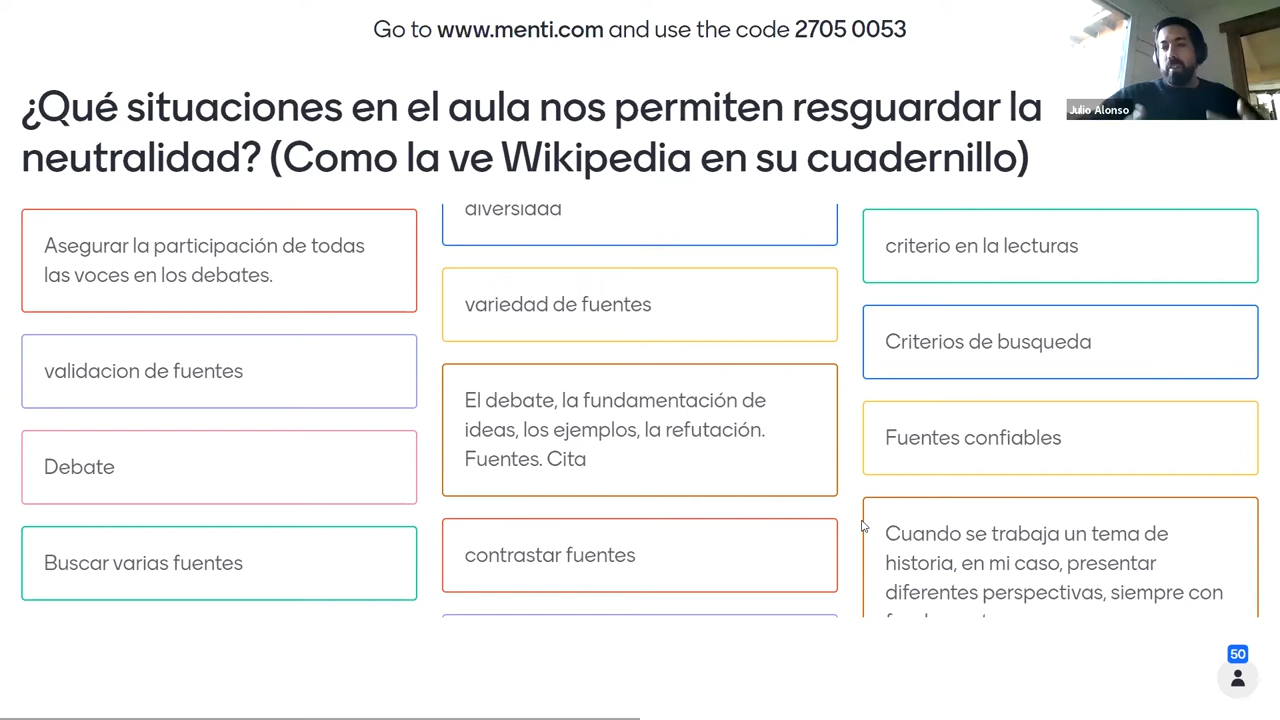 Go to www.menti.com and use the code 2705 0053
Julio Alonso
¿Qué situaciones en el aula nos permiten resguardar la
neutralidad? (Como la ve Wikipedia en su cuadernillo)
Asegurar la participación de todas
las voces en los debates.
validacion de fuentes
Debate
Buscar varias fuentes
diversidad
variedad de fuentes
El debate, la fundamentación de
ideas, los ejemplos, la refutación.
Fuentes. Cita
contrastar fuentes
criterio en la lecturas
Criterios de busqueda
Fuentes confiables
Cuando se trabaja un tema de
historia, en mi caso, presentar
diferentes perspectivas, siempre con
50